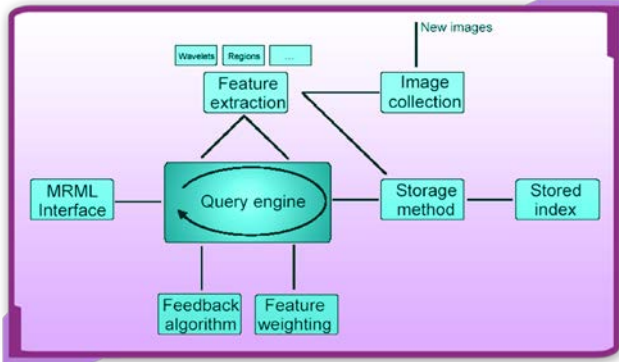 New images
Wavelets
Regions
...
Feature
extraction
Image
collection
MRML
Interface
Query engine
Storage
method
Stored
index
Feedback
algorithm
Feature
weighting